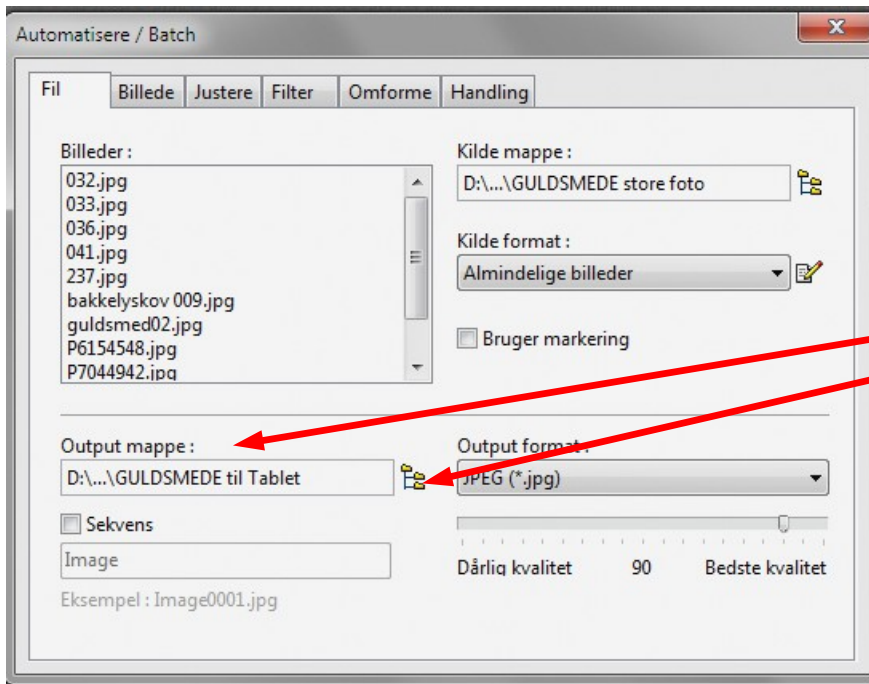 Automatisere / Batch
Fil
Billede
Justere
Filter
Omforme
Handling
Billeder :
032.jpg
033.jpg
036.jpg
041.jpg
237.jpg
bakkelyskov 009.jpg
guldsmed02.jpg
P6154548.jpg
P7044942.jpg
Kilde mappe :
D:\...\GULDSMEDE store foto
Kilde format :
Almindelige billeder
Bruger markering
Output mappe :
D:\...\GULDSMEDE til Tablet
Sekvens
Image
Eksempel : Image0001.jpg
Output format :
JPEG (*.jpg)
Dårlig kvalitet 90 Bedste kvalitet